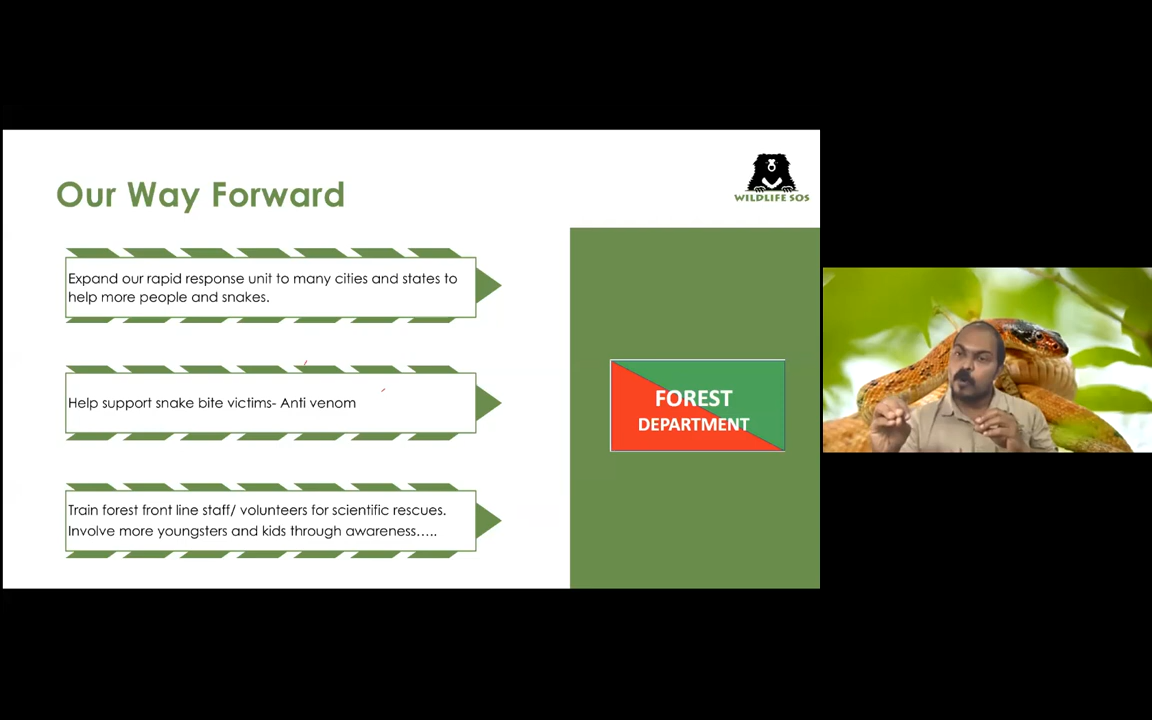 Our Way Forward
WILDLIFE SOS
Expand our rapid response unit to many cities and states to
help more people and snakes.
Help support snake bite victims- Anti venom
Train forest front line staff/ volunteers for scientific rescues.
Involve more youngsters and kids through awareness…..
FOREST
DEPARTMENT